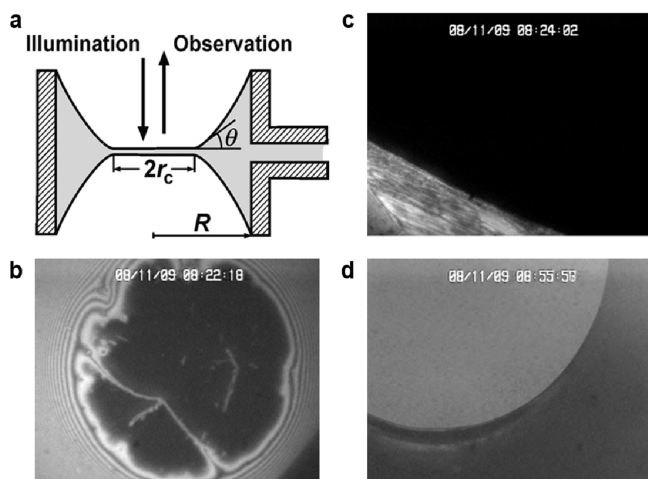 a
Illumination Observation
θ
2rc
R
b
08/11/09 08:22:18
c
08/11/09 08:24:02
d
08/11/09 08:55:59